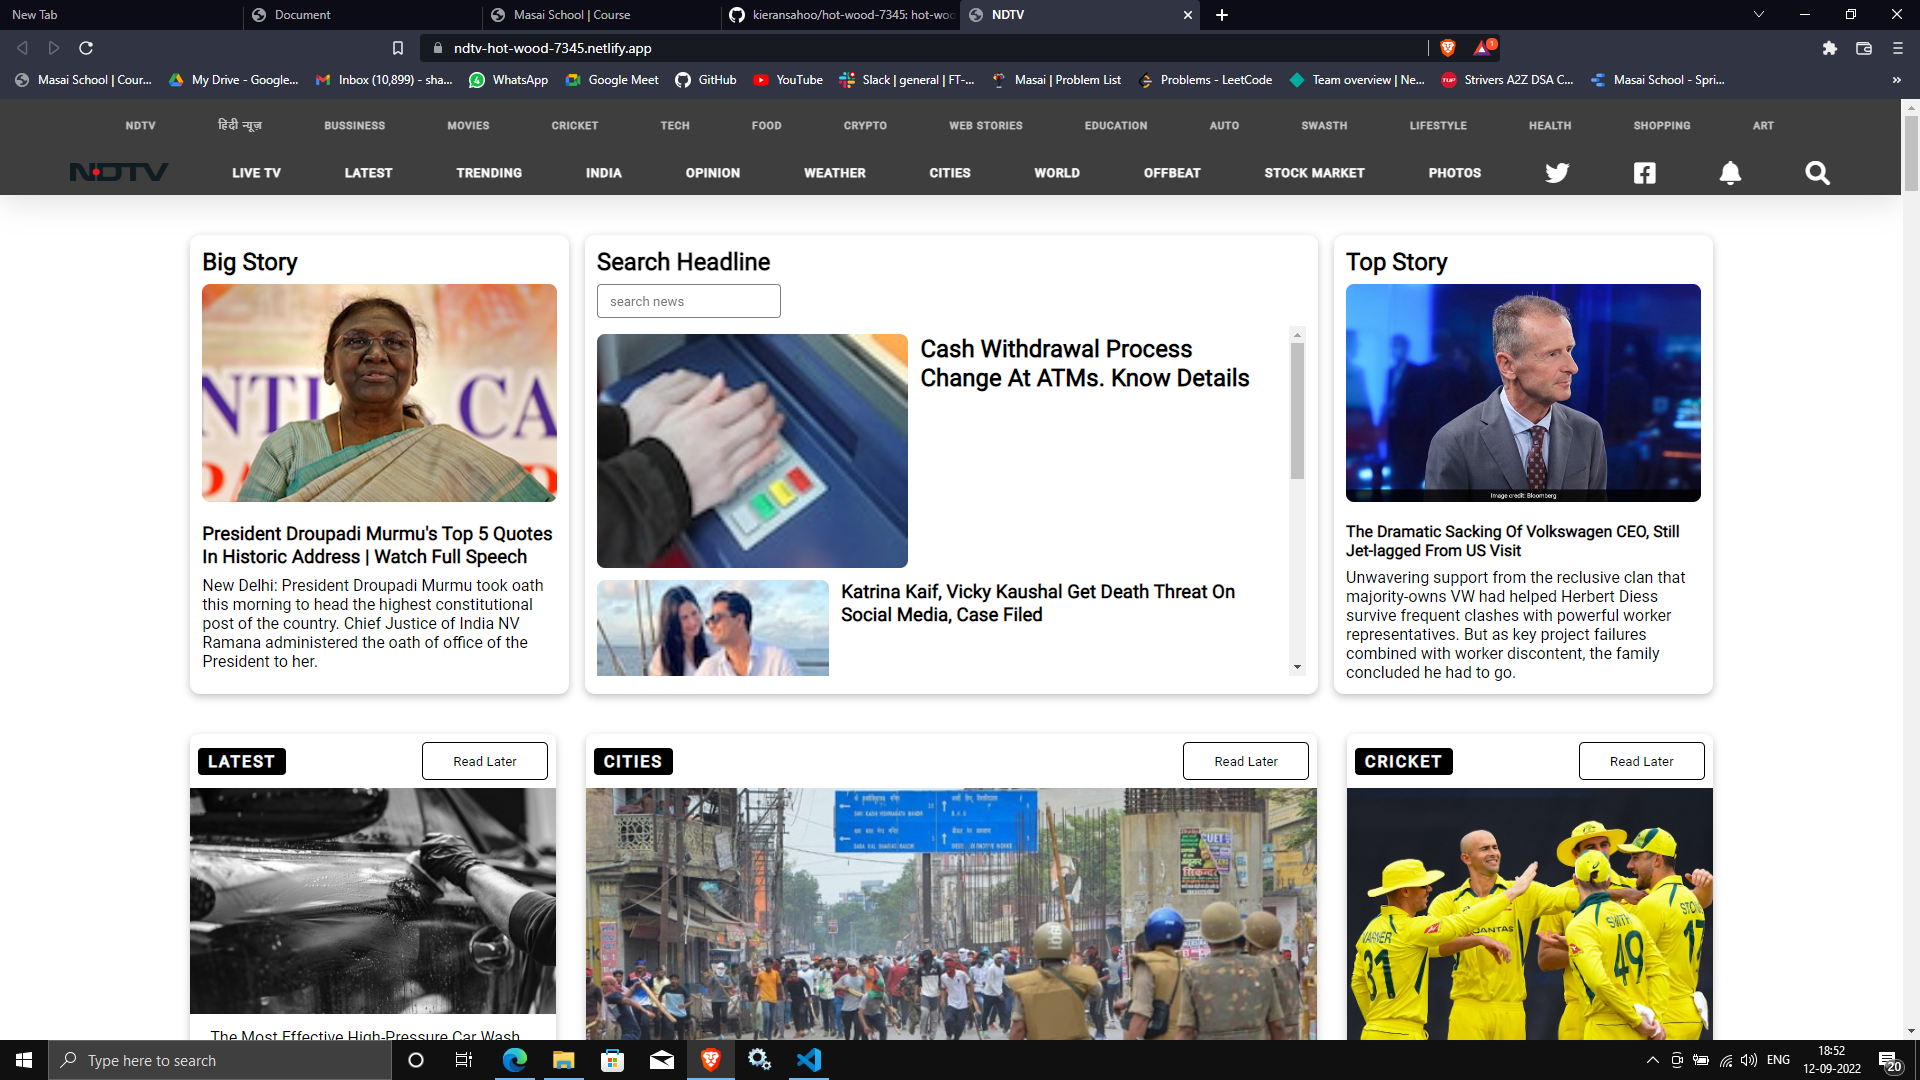 New Tab
Document
Masai School | Course
kieransahoo/hot-wood-7345: hot-woo
NDTV
ndtv-hot-wood-7345.netlify.app
1
Masai School | Cour...
My Drive - Google...
Inbox (10,899) - sha...
WhatsApp
Google Meet
GitHub
YouTube
Slack | general | FT-...
Masai | Problem List
Problems - LeetCode
Team overview | Ne...
Strivers A2Z DSA C...
Masai School - Spri...
NDTV हिंदी न्यूज़ BUSSINESS MOVIES CRICKET TECH FOOD CRYPTO WEB STORIES EDUCATION AUTO SWASTH LIFESTYLE HEALTH SHOPPING ART
NDTV LIVE TV LATEST TRENDING INDIA OPINION WEATHER CITIES WORLD OFFBEAT STOCK MARKET PHOTOS
Big Story
NTI CA
President Droupadi Murmu's Top 5 Quotes
In Historic Address | Watch Full Speech
New Delhi: President Droupadi Murmu took oath
this morning to head the highest constitutional
post of the country. Chief Justice of India NV
Ramana administered the oath of office of the
President to her.
Search Headline
search news
Cash Withdrawal Process
Change At ATMs. Know Details
Katrina Kaif, Vicky Kaushal Get Death Threat On
Social Media, Case Filed
Top Story
Image credit: Bloomberg
The Dramatic Sacking Of Volkswagen CEO, Still
Jet-lagged From US Visit
Unwavering support from the reclusive clan that
majority-owns VW had helped Herbert Diess
survive frequent clashes with powerful worker
representatives. But as key project failures
combined with worker discontent, the family
concluded he had to go.
LATEST
Read Later
The Most Effective High-Pressure Car Wash
CITIES
Read Later
CUET
CRICKET
Read Later
QANTAS
31
SMITH
49
17
Type here to search
ENG
18:52
12-09-2022
20